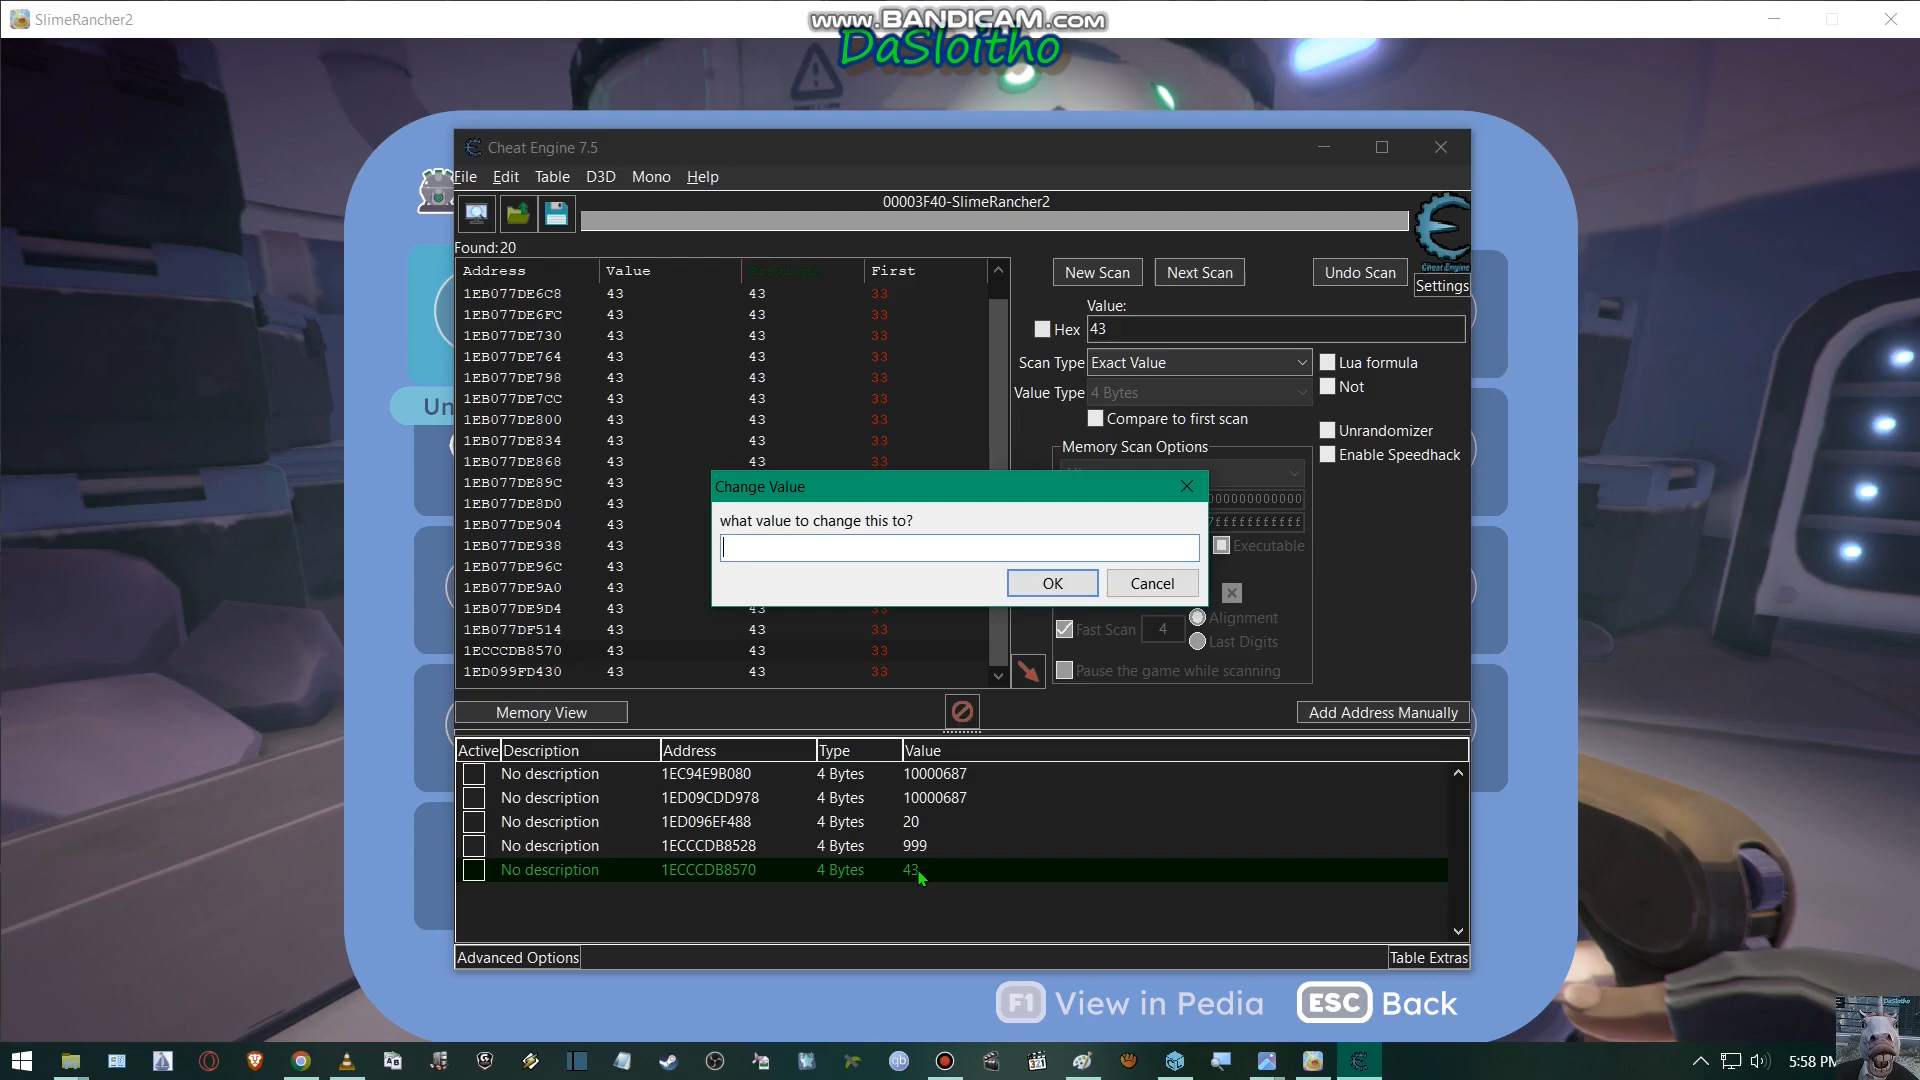 SlimeRancher2
www.BANDICAM.com
DaSloitho
Cheat Engine 7.5
File Edit Table D3D Mono Help
00003F40-SlimeRancher2
Found: 20
Address Value Previous First
New Scan Next Scan Undo Scan
Cheat Engine
Settings
1EB077DE6C8 43 43 33
1EB077DE6FC 43 43 33
1EB077DE730 43 43 33
1EB077DE764 43 43 33
1EB077DE798 43 43 33
1EB077DE7CC 43 43 33
1EB077DE800 43 43 33
1EB077DE834 43 43 33
1EB077DE868 43 43 33
1EB077DE89C 43
1EB077DE8D0 43
1EB077DE904 43
1EB077DE938 43
1EB077DE96C 43
1EB077DE9A0 43
1EB077DE9D4 43 43 33
1EB077DF514 43 43 33
1ECCCDB8570 43 43 33
1ED099FD430 43 43 33
Value:
Hex 43
Scan Type Exact Value
Lua formula
Not
Value Type 4 Bytes
Compare to first scan
Unrandomizer
Enable Speedhack
Memory Scan Options
000000000000
7fffffffffff
Executable
Fast Scan 4
Alignment
Last Digits
Pause the game while scanning
Change Value
what value to change this to?
OK Cancel
Memory View
Add Address Manually
Active Description Address Type Value
No description 1EC94E9B080 4 Bytes 10000687
No description 1ED09CDD978 4 Bytes 10000687
No description 1ED096EF488 4 Bytes 20
No description 1ECCCDB8528 4 Bytes 999
No description 1ECCCDB8570 4 Bytes 43
Advanced Options
Table Extras
Un
F1 View in Pedia ESC Back
5:58 PM